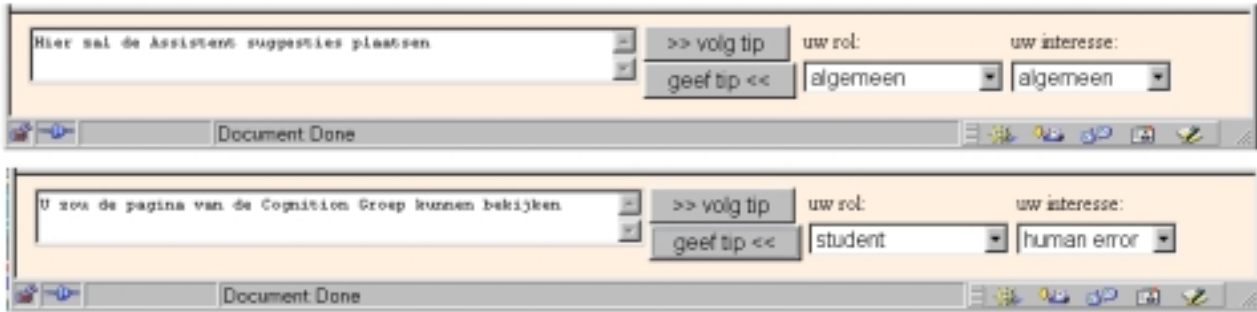 Hier zal de Assistent suggesties plaatsen
>> volg tip
uw rol:
uw interesse:
geef tip <<
algemeen
algemeen
Document: Done
U zou de pagina van de Cognition Groep kunnen bekijken
>> volg tip
uw rol:
uw interesse:
geef tip <<
student
human error
Document: Done